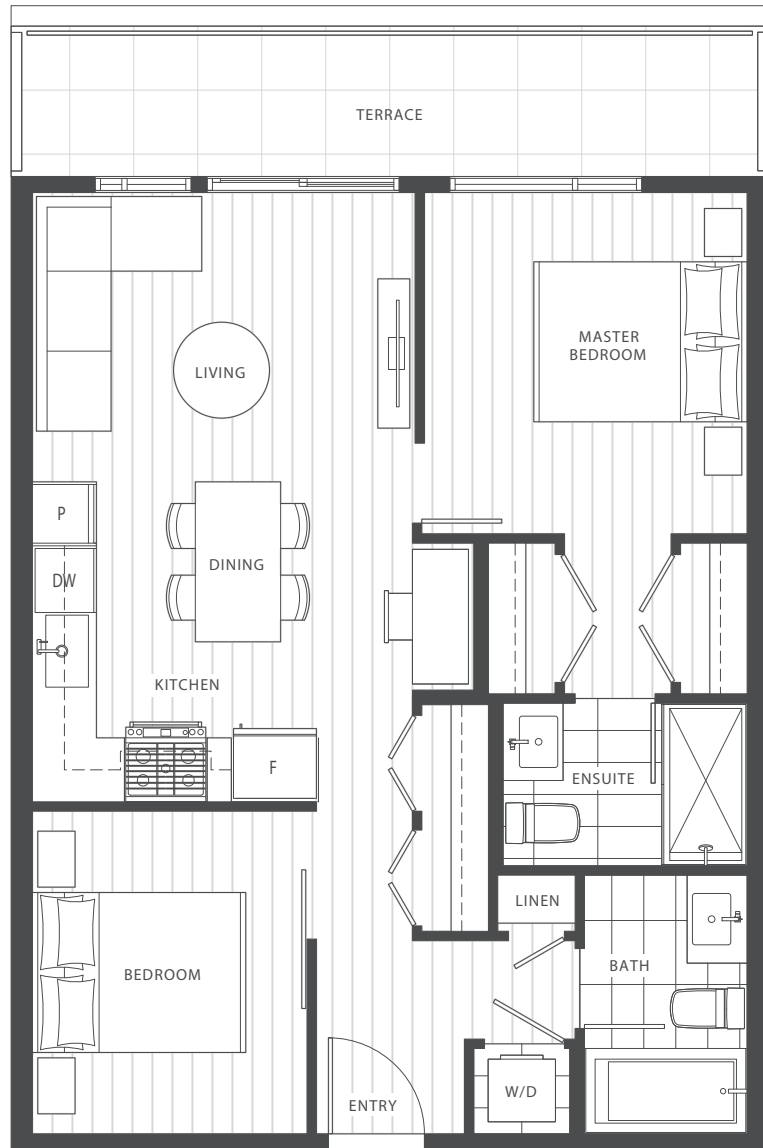 TERRACE
MASTER
BEDROOM
LIVING
P
DW
DINING
KITCHEN
F
ENSUITE
LINEN
BATH
BEDROOM
W/D
ENTRY